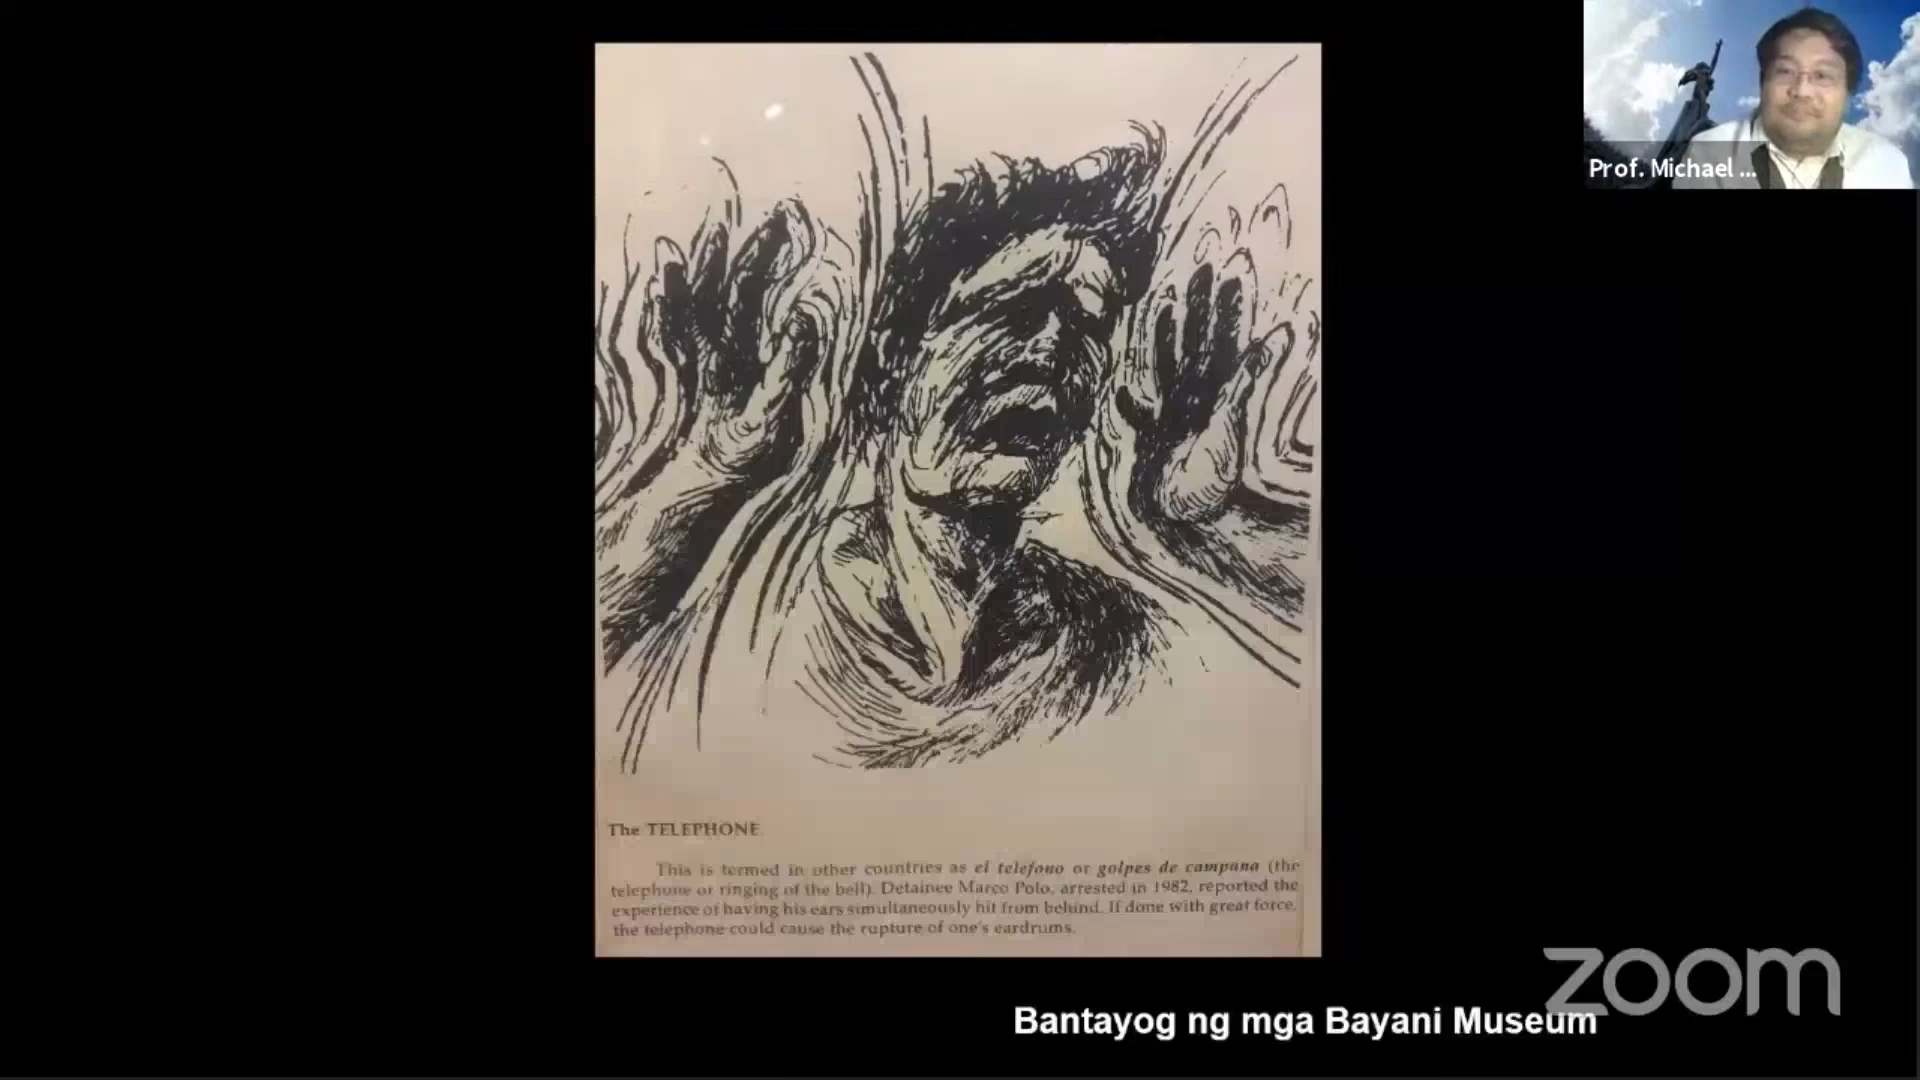 Prof. Michael ...
The TELEPHONE
This is termed in other countries as el telefono or golpes de campana (the
telephone or ringing of the bell). Detainee Marco Polo, arrested in 1982, reported the
experience of having his ears simultaneously hit from behind. If done with great force,
the telephone could cause the rupture of one's eardrums.
zoom
Bantayog ng mga Bayani Museum